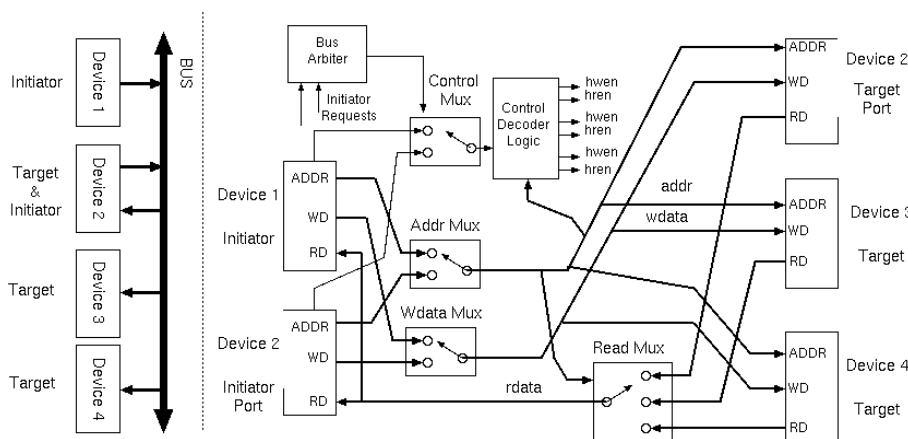 Initiator
Device 1
BUS
Target
&
Initiator
Device 2
Target
Device 3
Target
Device 4
Bus
Arbiter
Initiator
Requests
Control
Mux
Control
Decoder
Logic
hwen
hren
hwen
hren
hwen
hren
Device 1
Initiator
ADDR
WD
RD
Device 2
Initiator
Port
ADDR
WD
RD
Addr Mux
Wdata Mux
Read Mux
addr
wdata
rdata
ADDR
WD
RD
Device 2
Target
Port
ADDR
WD
RD
Device 3
Target
ADDR
WD
RD
Device 4
Target